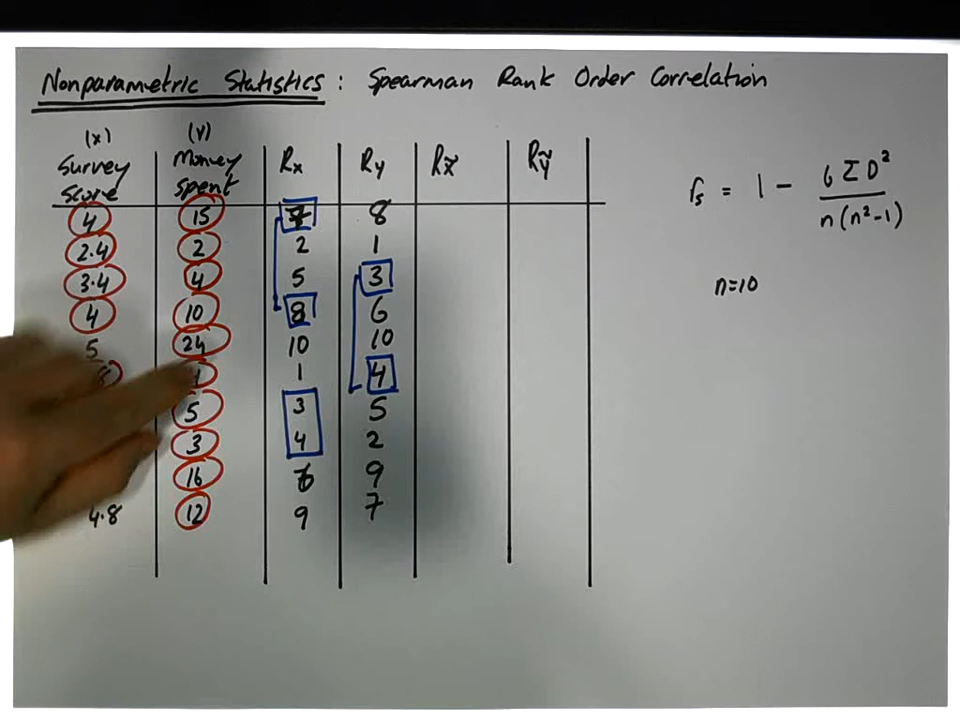 Nonparametric Statistics : Spearman Rank Order Correlation
(x) (y)
Survey Score Money Spent Rx Ry Rx̃ Rỹ
4 15 7 8
2.4 2 2 1
3.4 4 5 3
4 10 8 6
5 24 10 10
1 4
5 3 5
3 4 2
16 6 9
4.8 12 9 7
rs = 1 - 6ΣD² / n(n²-1)
n=10